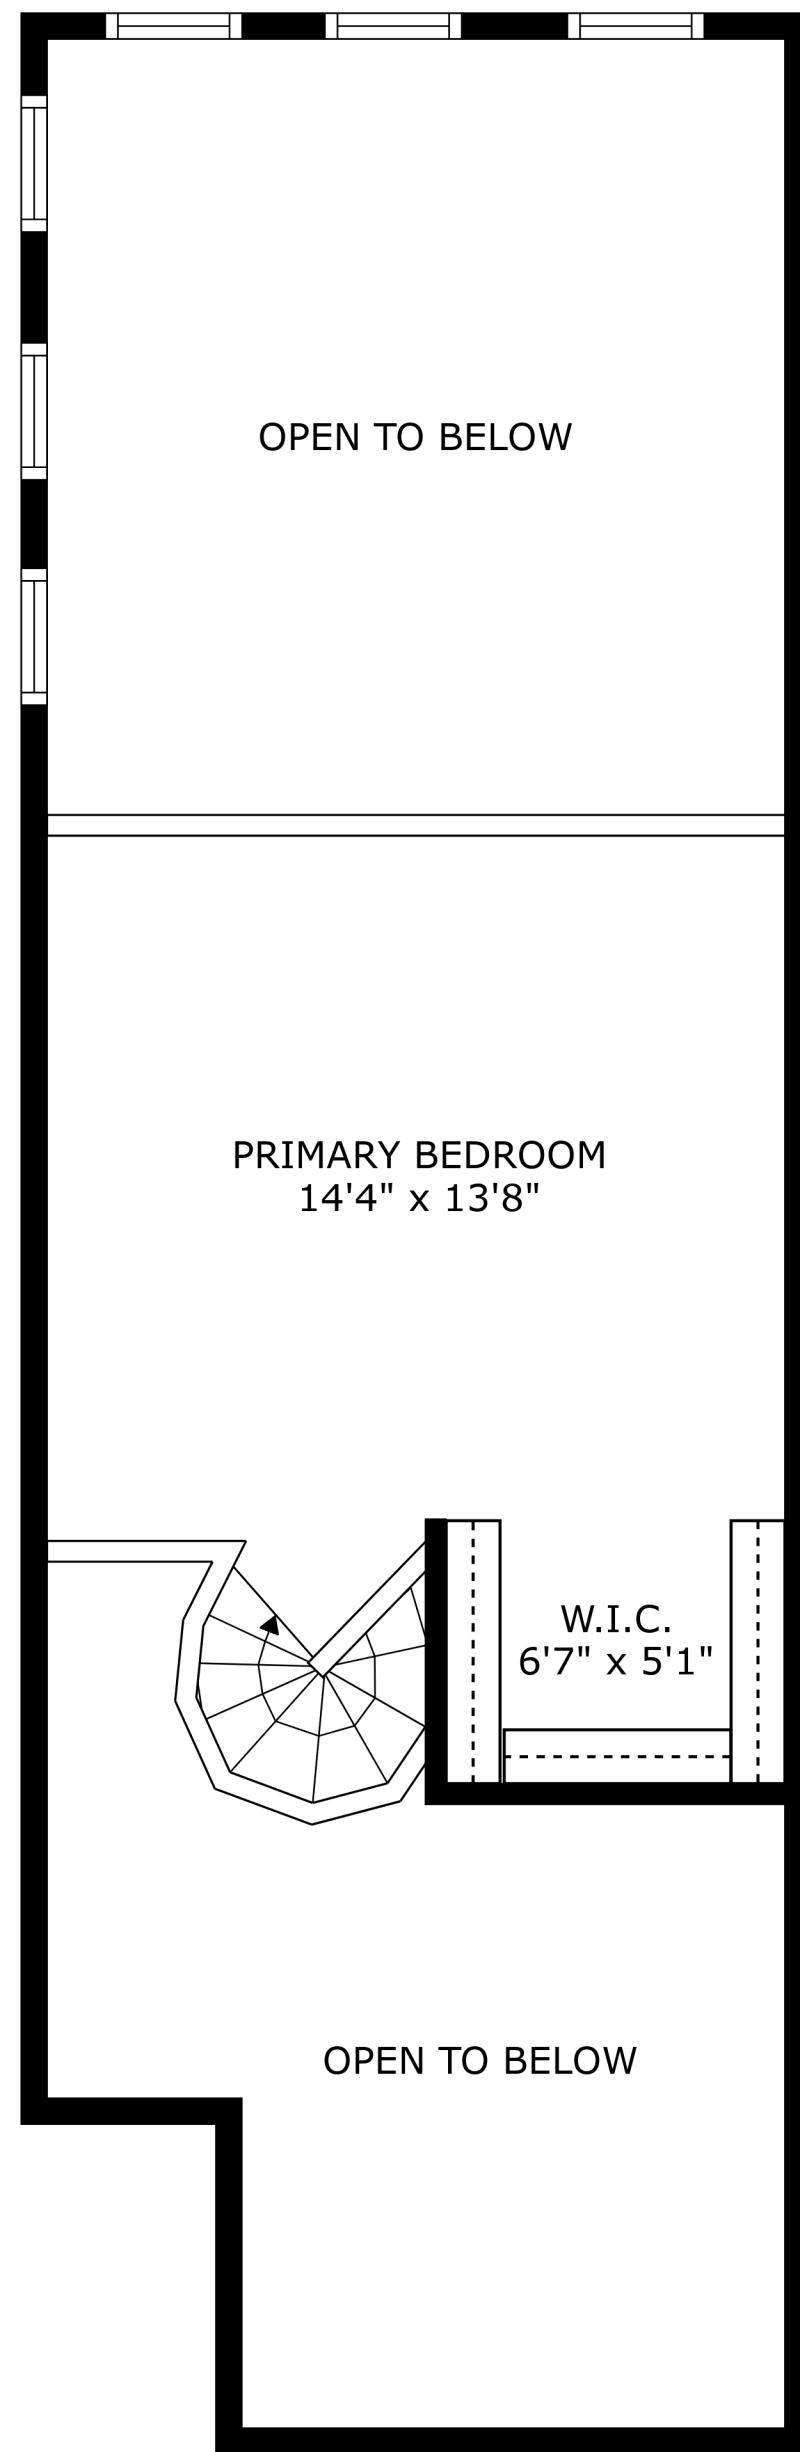 OPEN TO BELOW
PRIMARY BEDROOM
14'4" x 13'8"
W.I.C.
6'7" x 5'1"
OPEN TO BELOW